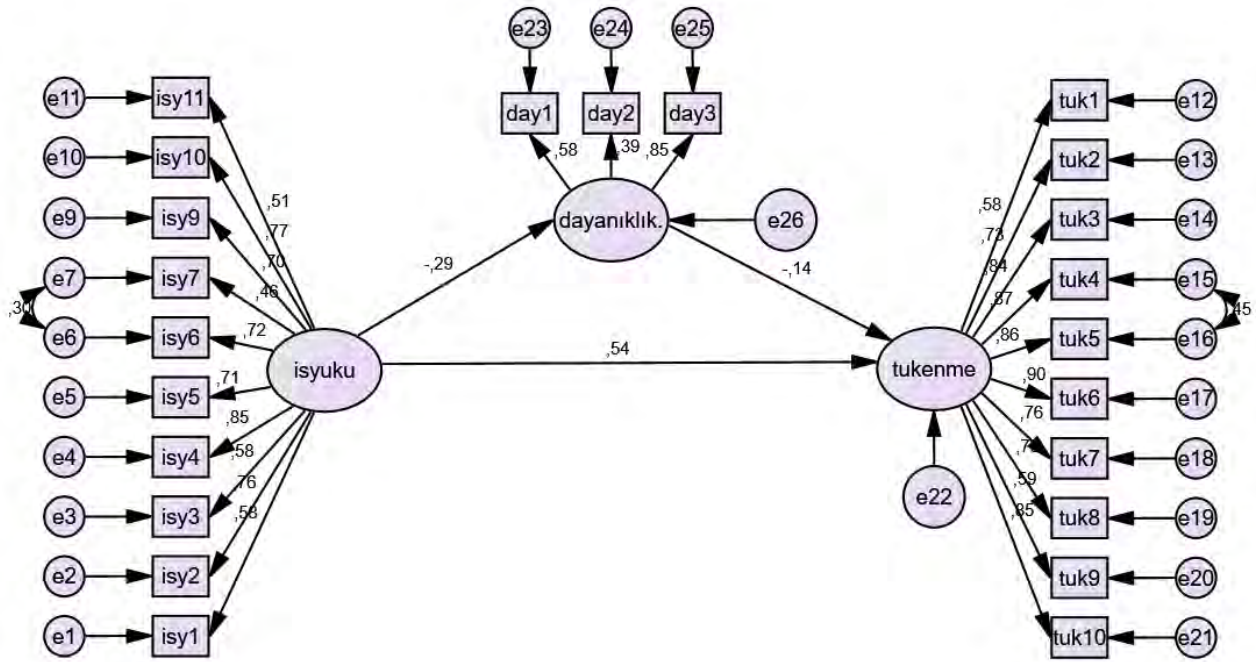 e23
e24
e25
day1
day2
day3
,58
,39
,85
dayanıklık.
e26
e11
isy11
e10
isy10
e9
isy9
e7
isy7
e6
isy6
,30
e5
isy5
e4
isy4
e3
isy3
e2
isy2
e1
isy1
,51
,77
,70
,46
,72
,71
,85
,58
,76
,58
isyuku
-,29
-,14
,54
tukenme
e22
,58
,73
,84
,87
,86
,90
,76
,59
,85
tuk1
e12
tuk2
e13
tuk3
e14
tuk4
e15
tuk5
e16
,45
tuk6
e17
tuk7
e18
tuk8
e19
tuk9
e20
tuk10
e21